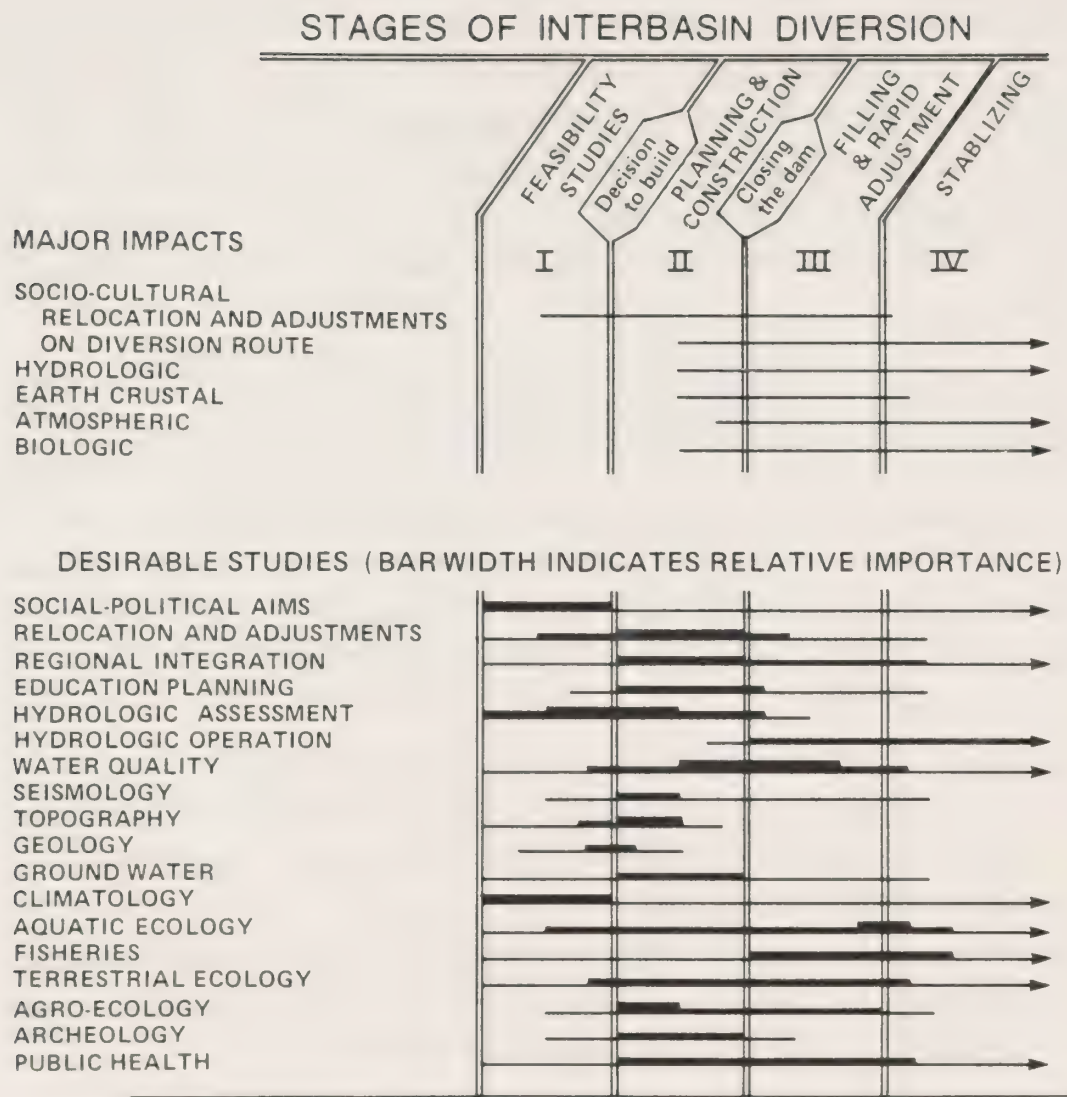 STAGES OF INTERBASIN DIVERSION
FEASIBILITY
STUDIES
Decision
to build
PLANNING &
CONSTRUCTION
Closing
the dam
FILLING
& RAPID
ADJUSTMENT
STABLIZING
MAJOR IMPACTS
I II III IV
SOCIO-CULTURAL
RELOCATION AND ADJUSTMENTS
ON DIVERSION ROUTE
HYDROLOGIC
EARTH CRUSTAL
ATMOSPHERIC
BIOLOGIC
DESIRABLE STUDIES (BAR WIDTH INDICATES RELATIVE IMPORTANCE)
SOCIAL-POLITICAL AIMS
RELOCATION AND ADJUSTMENTS
REGIONAL INTEGRATION
EDUCATION PLANNING
HYDROLOGIC ASSESSMENT
HYDROLOGIC OPERATION
WATER QUALITY
SEISMOLOGY
TOPOGRAPHY
GEOLOGY
GROUND WATER
CLIMATOLOGY
AQUATIC ECOLOGY
FISHERIES
TERRESTRIAL ECOLOGY
AGRO-ECOLOGY
ARCHEOLOGY
PUBLIC HEALTH